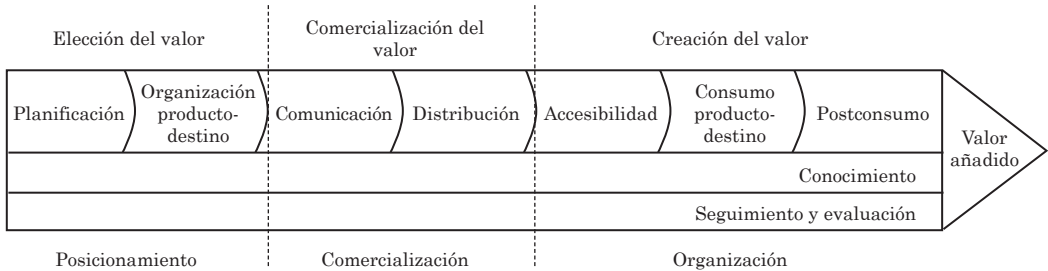 Elección del valor
Comercialización del
valor
Creación del valor
Planificación
Organización
producto-
destino
Comunicación
Distribución
Accesibilidad
Consumo
producto-
destino
Postconsumo
Valor
añadido
Conocimiento
Seguimiento y evaluación
Posicionamiento
Comercialización
Organización